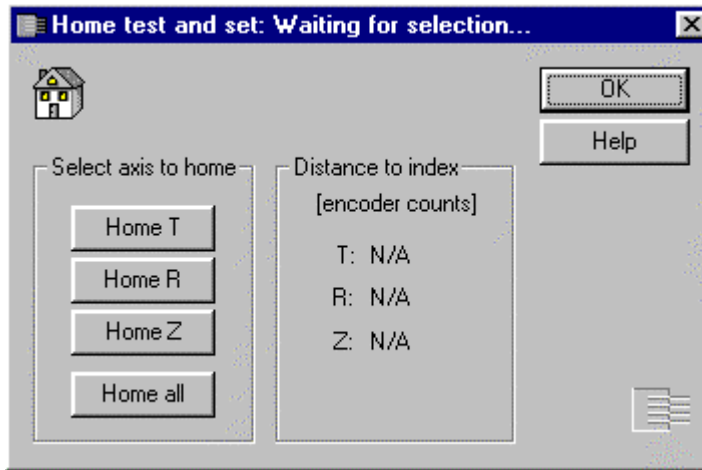 Home test and set: Waiting for selection...
OK
Help
Select axis to home
Home T
Home R
Home Z
Home all
Distance to index
[encoder counts]
T: N/A
R: N/A
Z: N/A